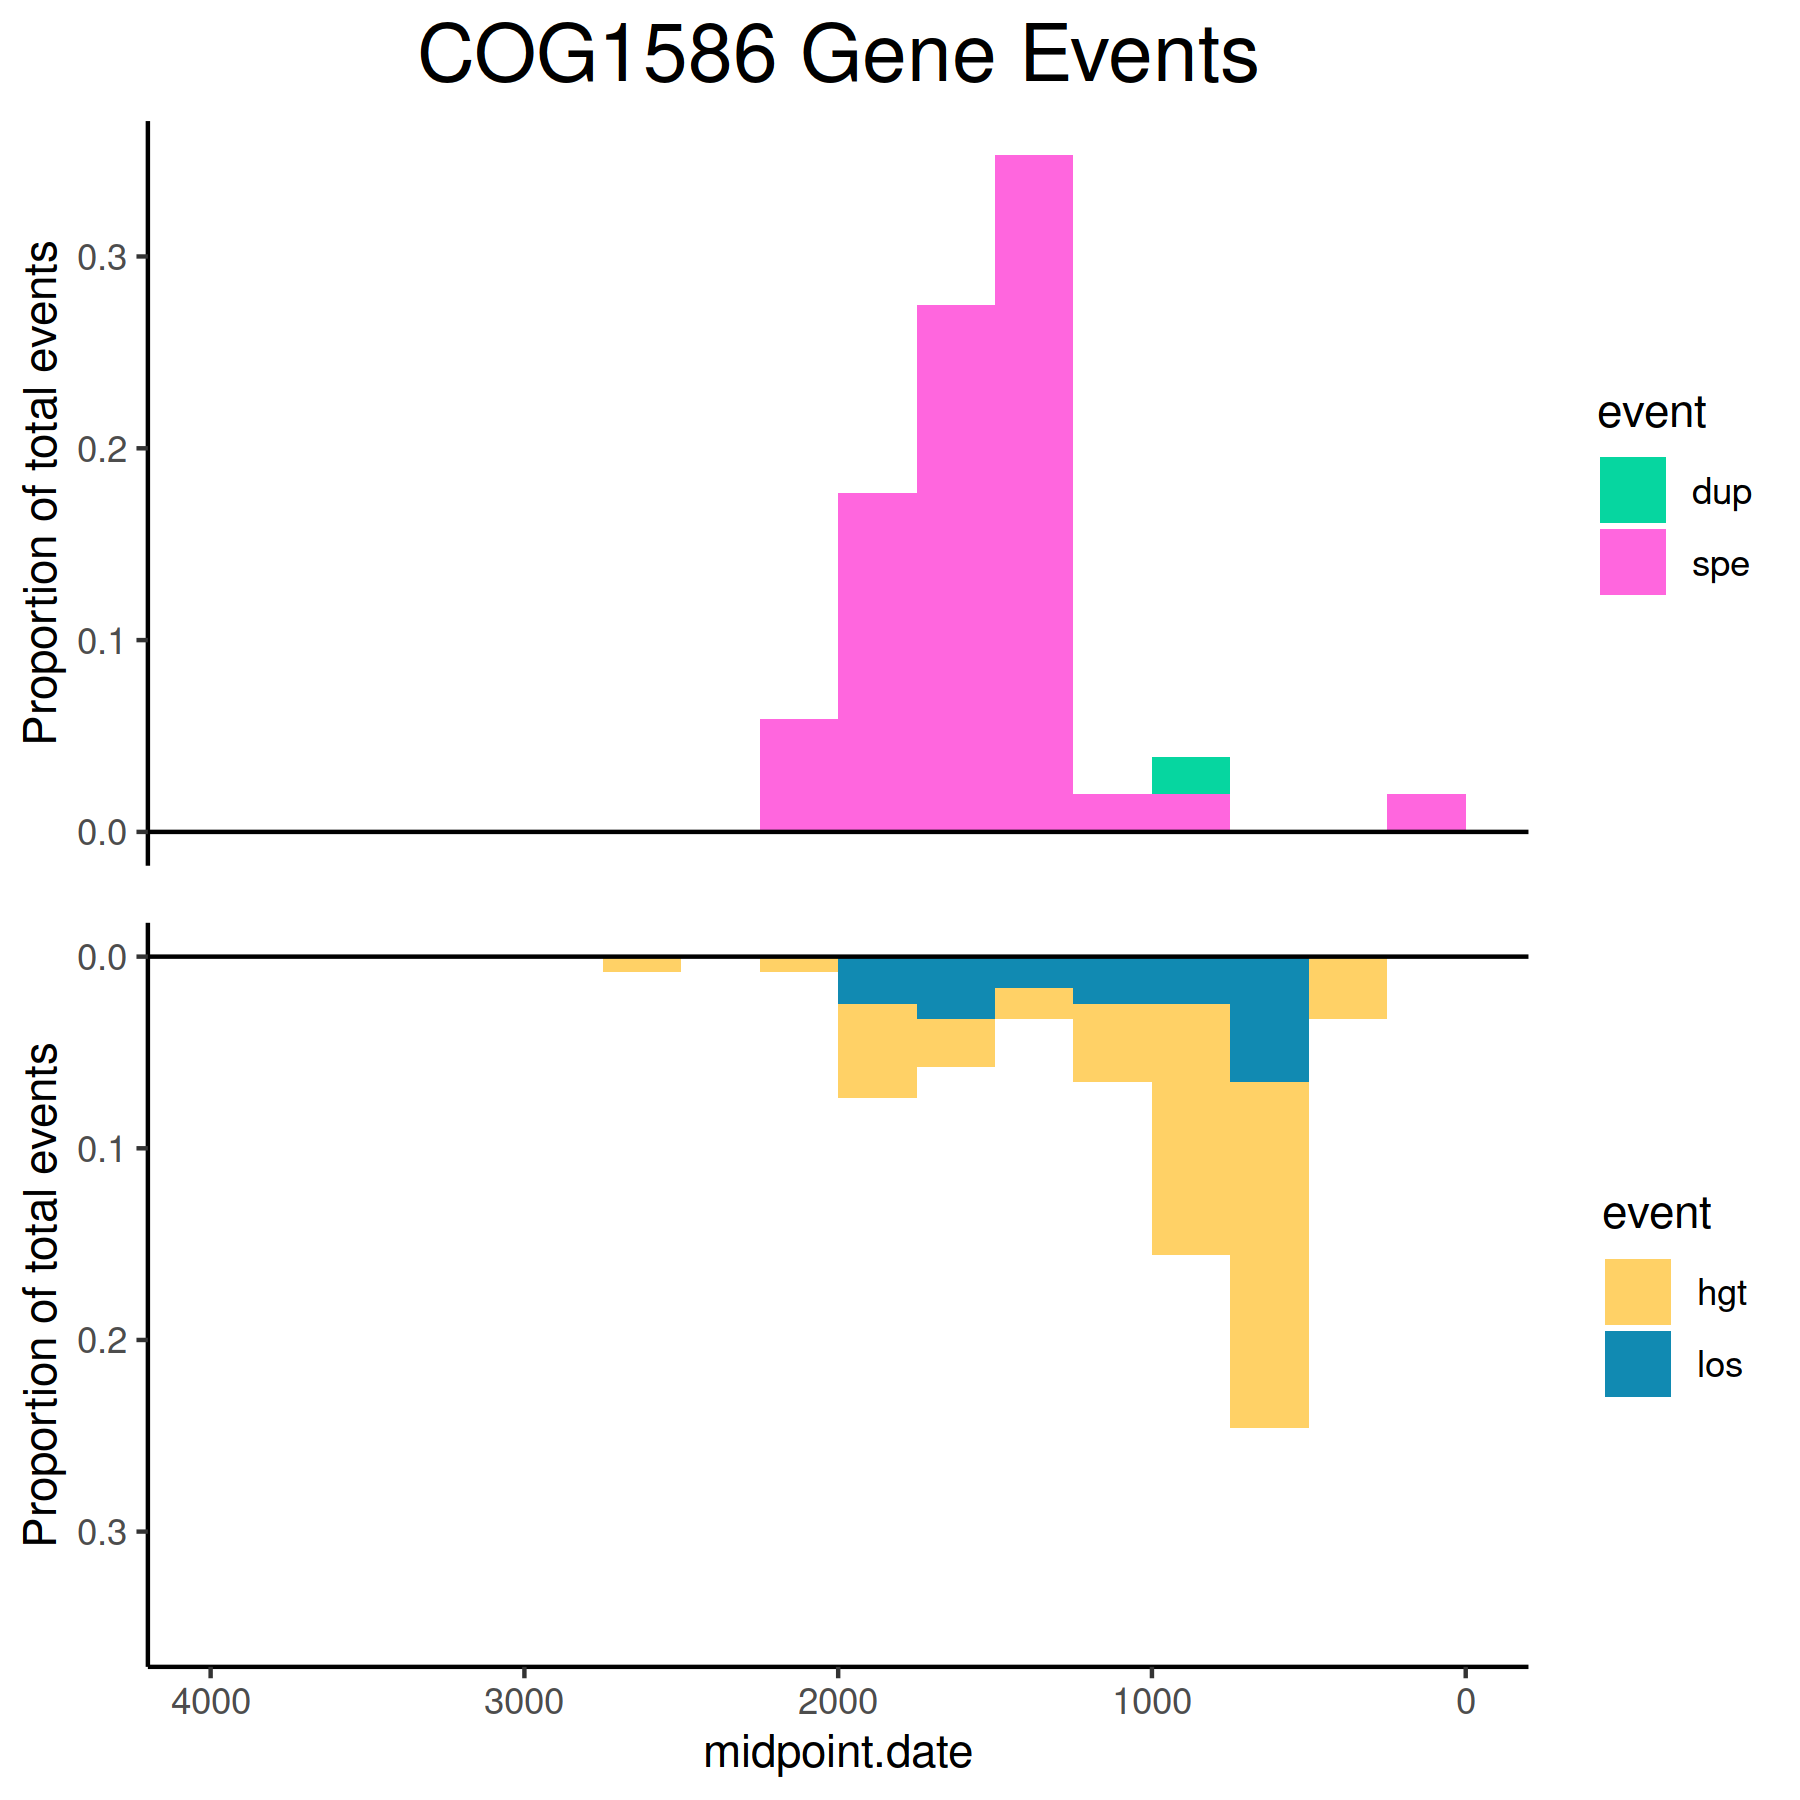 COG1586 Gene Events
Proportion of total events
0.3
0.2
0.1
0.0
event
dup
spe
Proportion of total events
0.0
0.1
0.2
0.3
event
hgt
los
4000 3000 2000 1000 0
midpoint.date